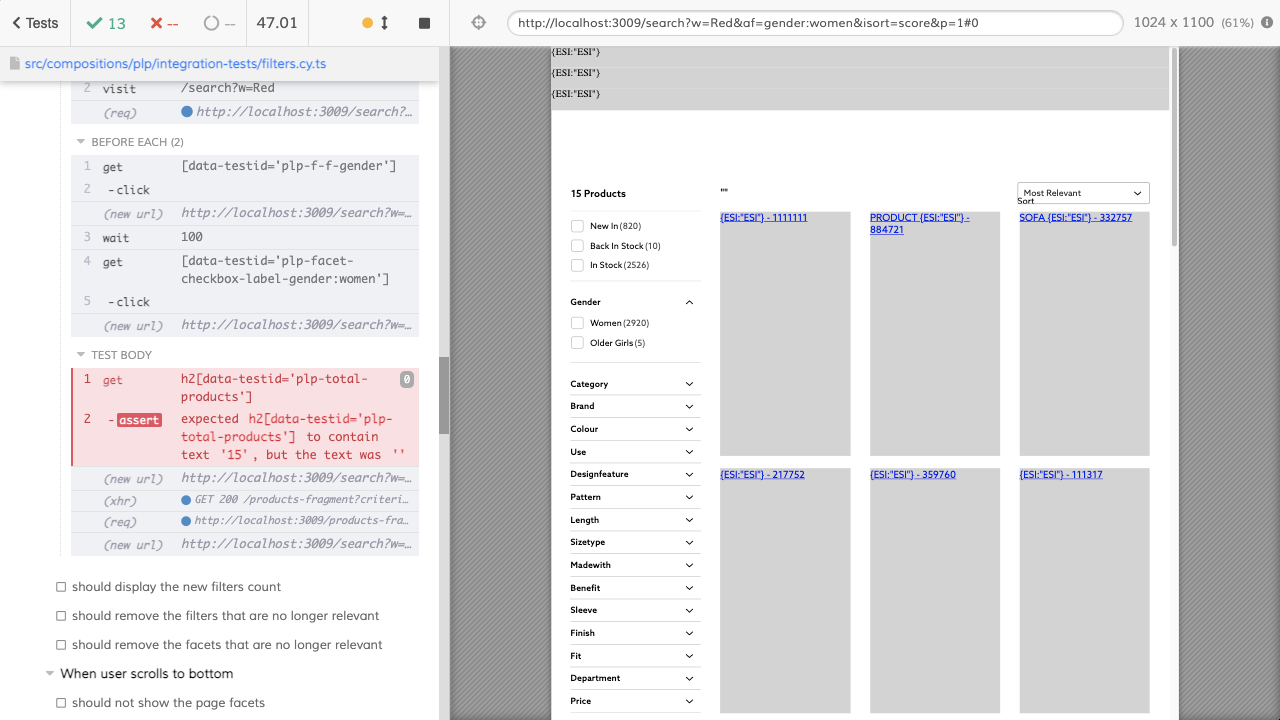 Tests
13
--
--
47.01
http://localhost:3009/search?w=Red&af=gender:women&isort=score&p=1#0
1024 x 1100 (61%)
src/compositions/plp/integration-tests/filters.cy.ts
2 visit /search?w=Red
(req) http://localhost:3009/search?...
BEFORE EACH (2)
1 get [data-testid='plp-f-f-gender']
2 -click
(new url) http://localhost:3009/search?w=...
3 wait 100
4 get [data-testid='plp-facet-
checkbox-label-gender:women']
5 -click
(new url) http://localhost:3009/search?w=...
TEST BODY
1 get h2[data-testid='plp-total-
products'] 0
2 -assert expected h2[data-testid='plp-
total-products'] to contain
text '15', but the text was ''
(new url) http://localhost:3009/search?w=...
(xhr) GET 200 /products-fragment?criteri...
(req) http://localhost:3009/products-fra...
(new url) http://localhost:3009/search?w=...
should display the new filters count
should remove the filters that are no longer relevant
should remove the facets that are no longer relevant
When user scrolls to bottom
should not show the page facets
{ESI:"ESI"}
{ESI:"ESI"}
{ESI:"ESI"}
15 Products
""
Most Relevant
Sort
New In (820)
Back In Stock (10)
In Stock (2526)
Gender
Women (2920)
Older Girls (5)
Category
Brand
Colour
Use
Designfeature
Pattern
Length
Sizetype
Madewith
Benefit
Sleeve
Finish
Fit
Department
Price
{ESI:"ESI"} - 1111111
PRODUCT {ESI:"ESI"} -
884721
SOFA {ESI:"ESI"} - 332757
{ESI:"ESI"} - 217752
{ESI:"ESI"} - 359760
{ESI:"ESI"} - 111317